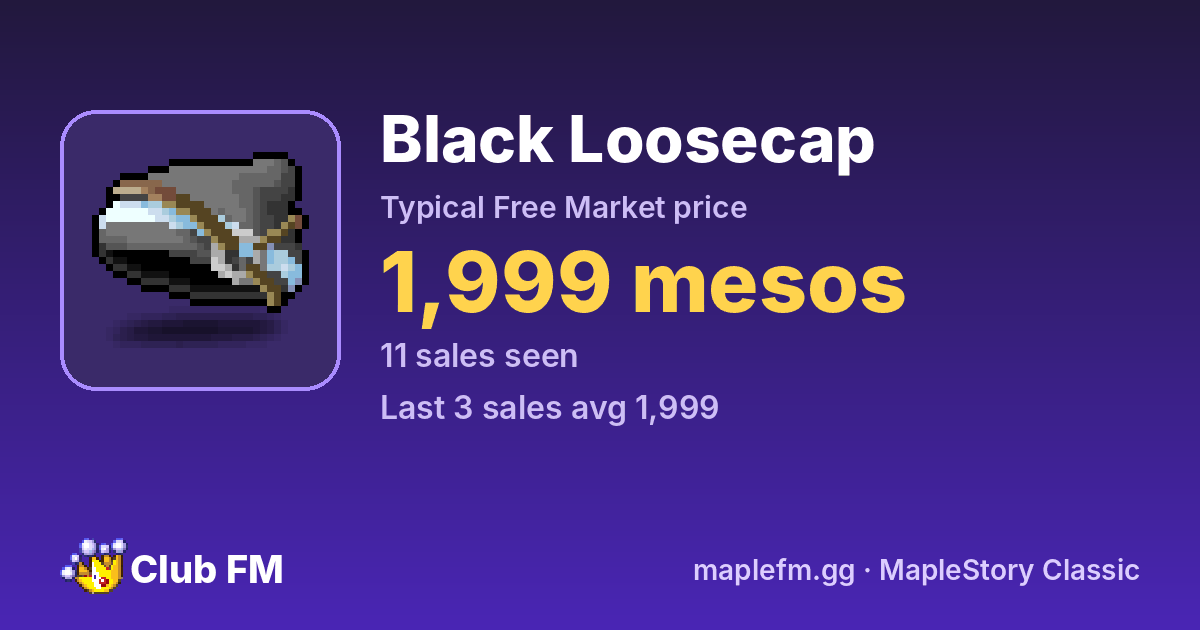 Black Loosecap
Typical Free Market price
1,999 mesos
11 sales seen
Last 3 sales avg 1,999
Club FM
maplefm.gg · MapleStory Classic